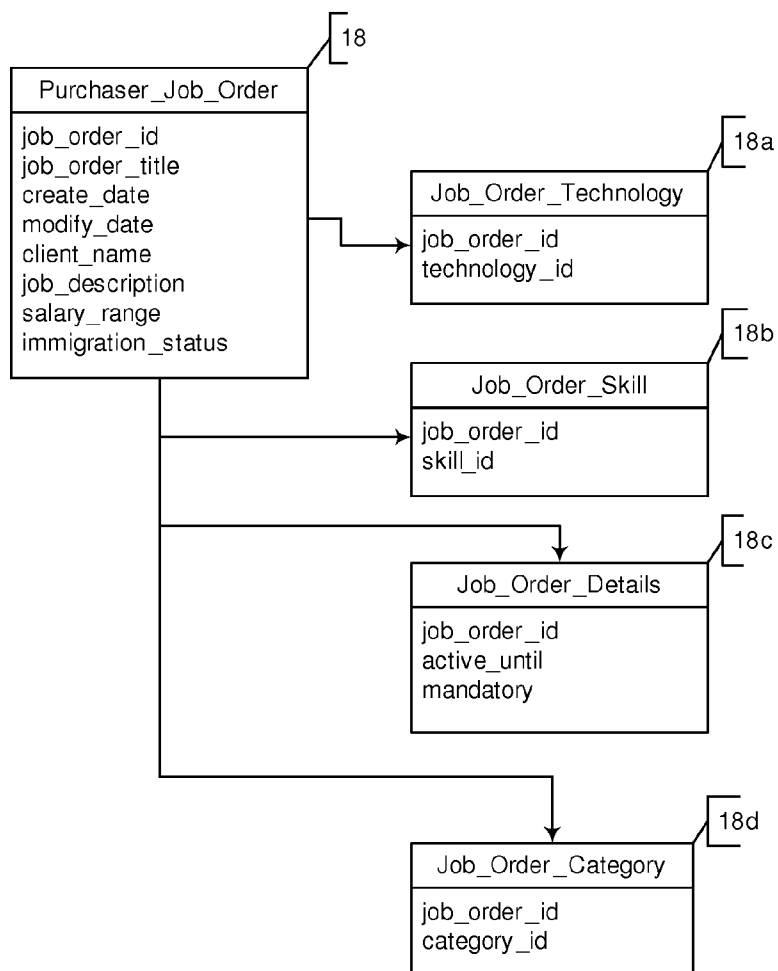 18
Purchaser_Job_Order
job_order_id
job_order_title
create_date
modify_date
client_name
job_description
salary_range
immigration_status
18a
Job_Order_Technology
job_order_id
technology_id
18b
Job_Order_Skill
job_order_id
skill_id
18c
Job_Order_Details
job_order_id
active_until
mandatory
18d
Job_Order_Category
job_order_id
category_id